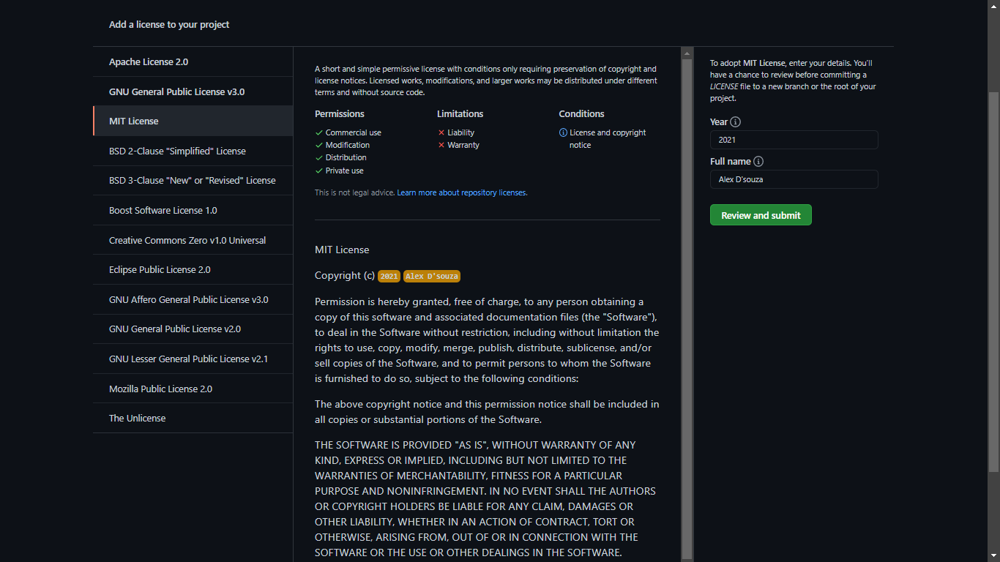 Add a license to your project
Apache License 2.0
GNU General Public License v3.0
MIT License
BSD 2-Clause "Simplified" License
BSD 3-Clause "New" or "Revised" License
Boost Software License 1.0
Creative Commons Zero v1.0 Universal
Eclipse Public License 2.0
GNU Affero General Public License v3.0
GNU General Public License v2.0
GNU Lesser General Public License v2.1
Mozilla Public License 2.0
The Unlicense
A short and simple permissive license with conditions only requiring preservation of copyright and
license notices. Licensed works, modifications, and larger works may be distributed under different
terms and without source code.
Permissions
Commercial use
Modification
Distribution
Private use
Limitations
Liability
Warranty
Conditions
License and copyright
notice
This is not legal advice. Learn more about repository licenses.
MIT License
Copyright (c) 2021 Alex D'souza
Permission is hereby granted, free of charge, to any person obtaining a
copy of this software and associated documentation files (the "Software"),
to deal in the Software without restriction, including without limitation the
rights to use, copy, modify, merge, publish, distribute, sublicense, and/or
sell copies of the Software, and to permit persons to whom the Software
is furnished to do so, subject to the following conditions:
The above copyright notice and this permission notice shall be included in
all copies or substantial portions of the Software.
THE SOFTWARE IS PROVIDED "AS IS", WITHOUT WARRANTY OF ANY
KIND, EXPRESS OR IMPLIED, INCLUDING BUT NOT LIMITED TO THE
WARRANTIES OF MERCHANTABILITY, FITNESS FOR A PARTICULAR
PURPOSE AND NONINFRINGEMENT. IN NO EVENT SHALL THE AUTHORS
OR COPYRIGHT HOLDERS BE LIABLE FOR ANY CLAIM, DAMAGES OR
OTHER LIABILITY, WHETHER IN AN ACTION OF CONTRACT, TORT OR
OTHERWISE, ARISING FROM, OUT OF OR IN CONNECTION WITH THE
SOFTWARE OR THE USE OR OTHER DEALINGS IN THE SOFTWARE.
To adopt MIT License, enter your details. You'll
have a chance to review before committing a
LICENSE file to a new branch or the root of your
project.
Year
2021
Full name
Alex D'souza
Review and submit